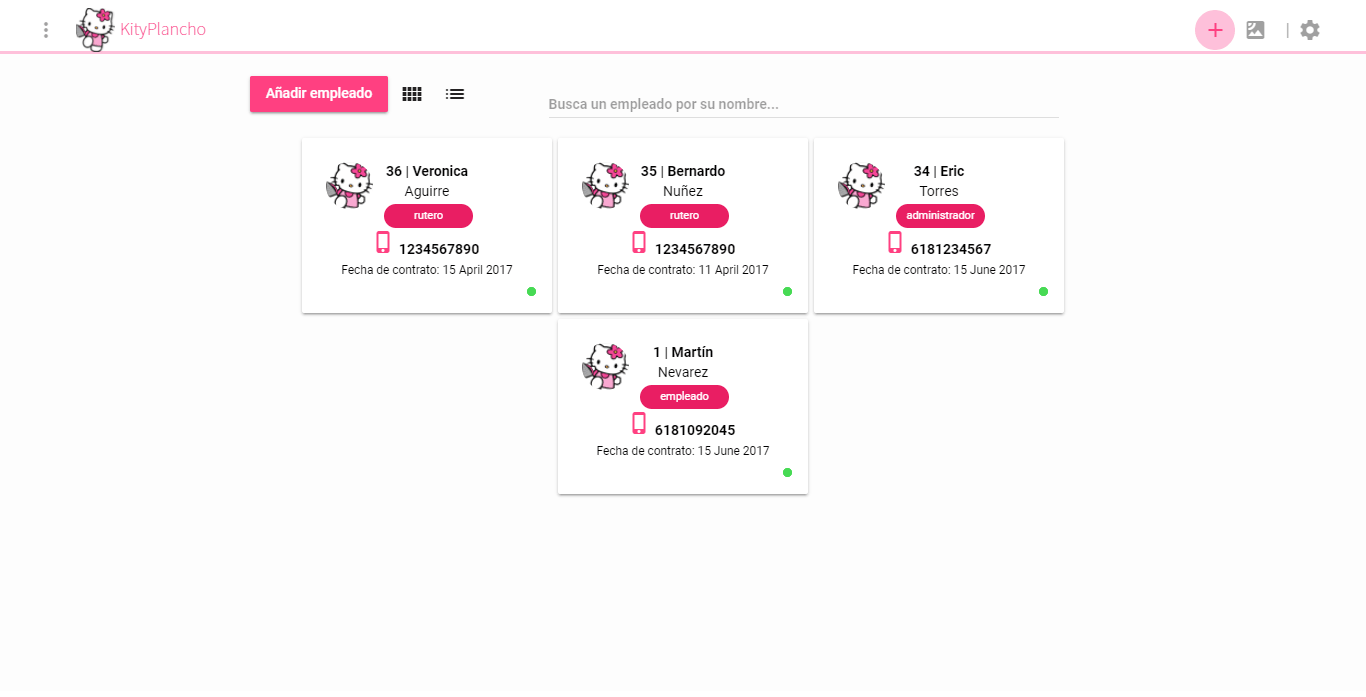 KityPlancho
|
Añadir empleado
Busca un empleado por su nombre...
36 | Veronica
Aguirre
rutero
1234567890
Fecha de contrato: 15 April 2017
35 | Bernardo
Nuñez
rutero
1234567890
Fecha de contrato: 11 April 2017
34 | Eric
Torres
administrador
6181234567
Fecha de contrato: 15 June 2017
1 | Martín
Nevarez
empleado
6181092045
Fecha de contrato: 15 June 2017